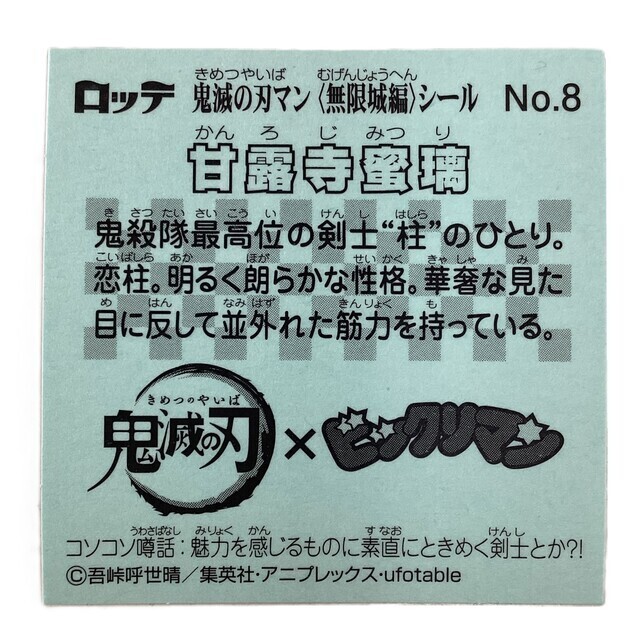 きめつやいば むげんじょうへん
ロッテ 鬼滅の刃マン〈無限城編〉シール No.8
かんろじみつり
甘露寺蜜璃
きさつたいさいこうい けんし はしら
鬼殺隊最高位の剣士“柱”のひとり。
こいばしら あか ほが せいかく きゃしゃ み
恋柱。明るく朗らかな性格。華奢な見た
め はん なみはず きんりょく も
目に反して並外れた筋力を持っている。
きめつのやいば
鬼滅の刃 × ビックリマン
うわさばなし みりょく かん すなお けんし
コソコソ噂話：魅力を感じるものに素直にときめく剣士とか?!
©吾峠呼世晴／集英社・アニプレックス・ufotable